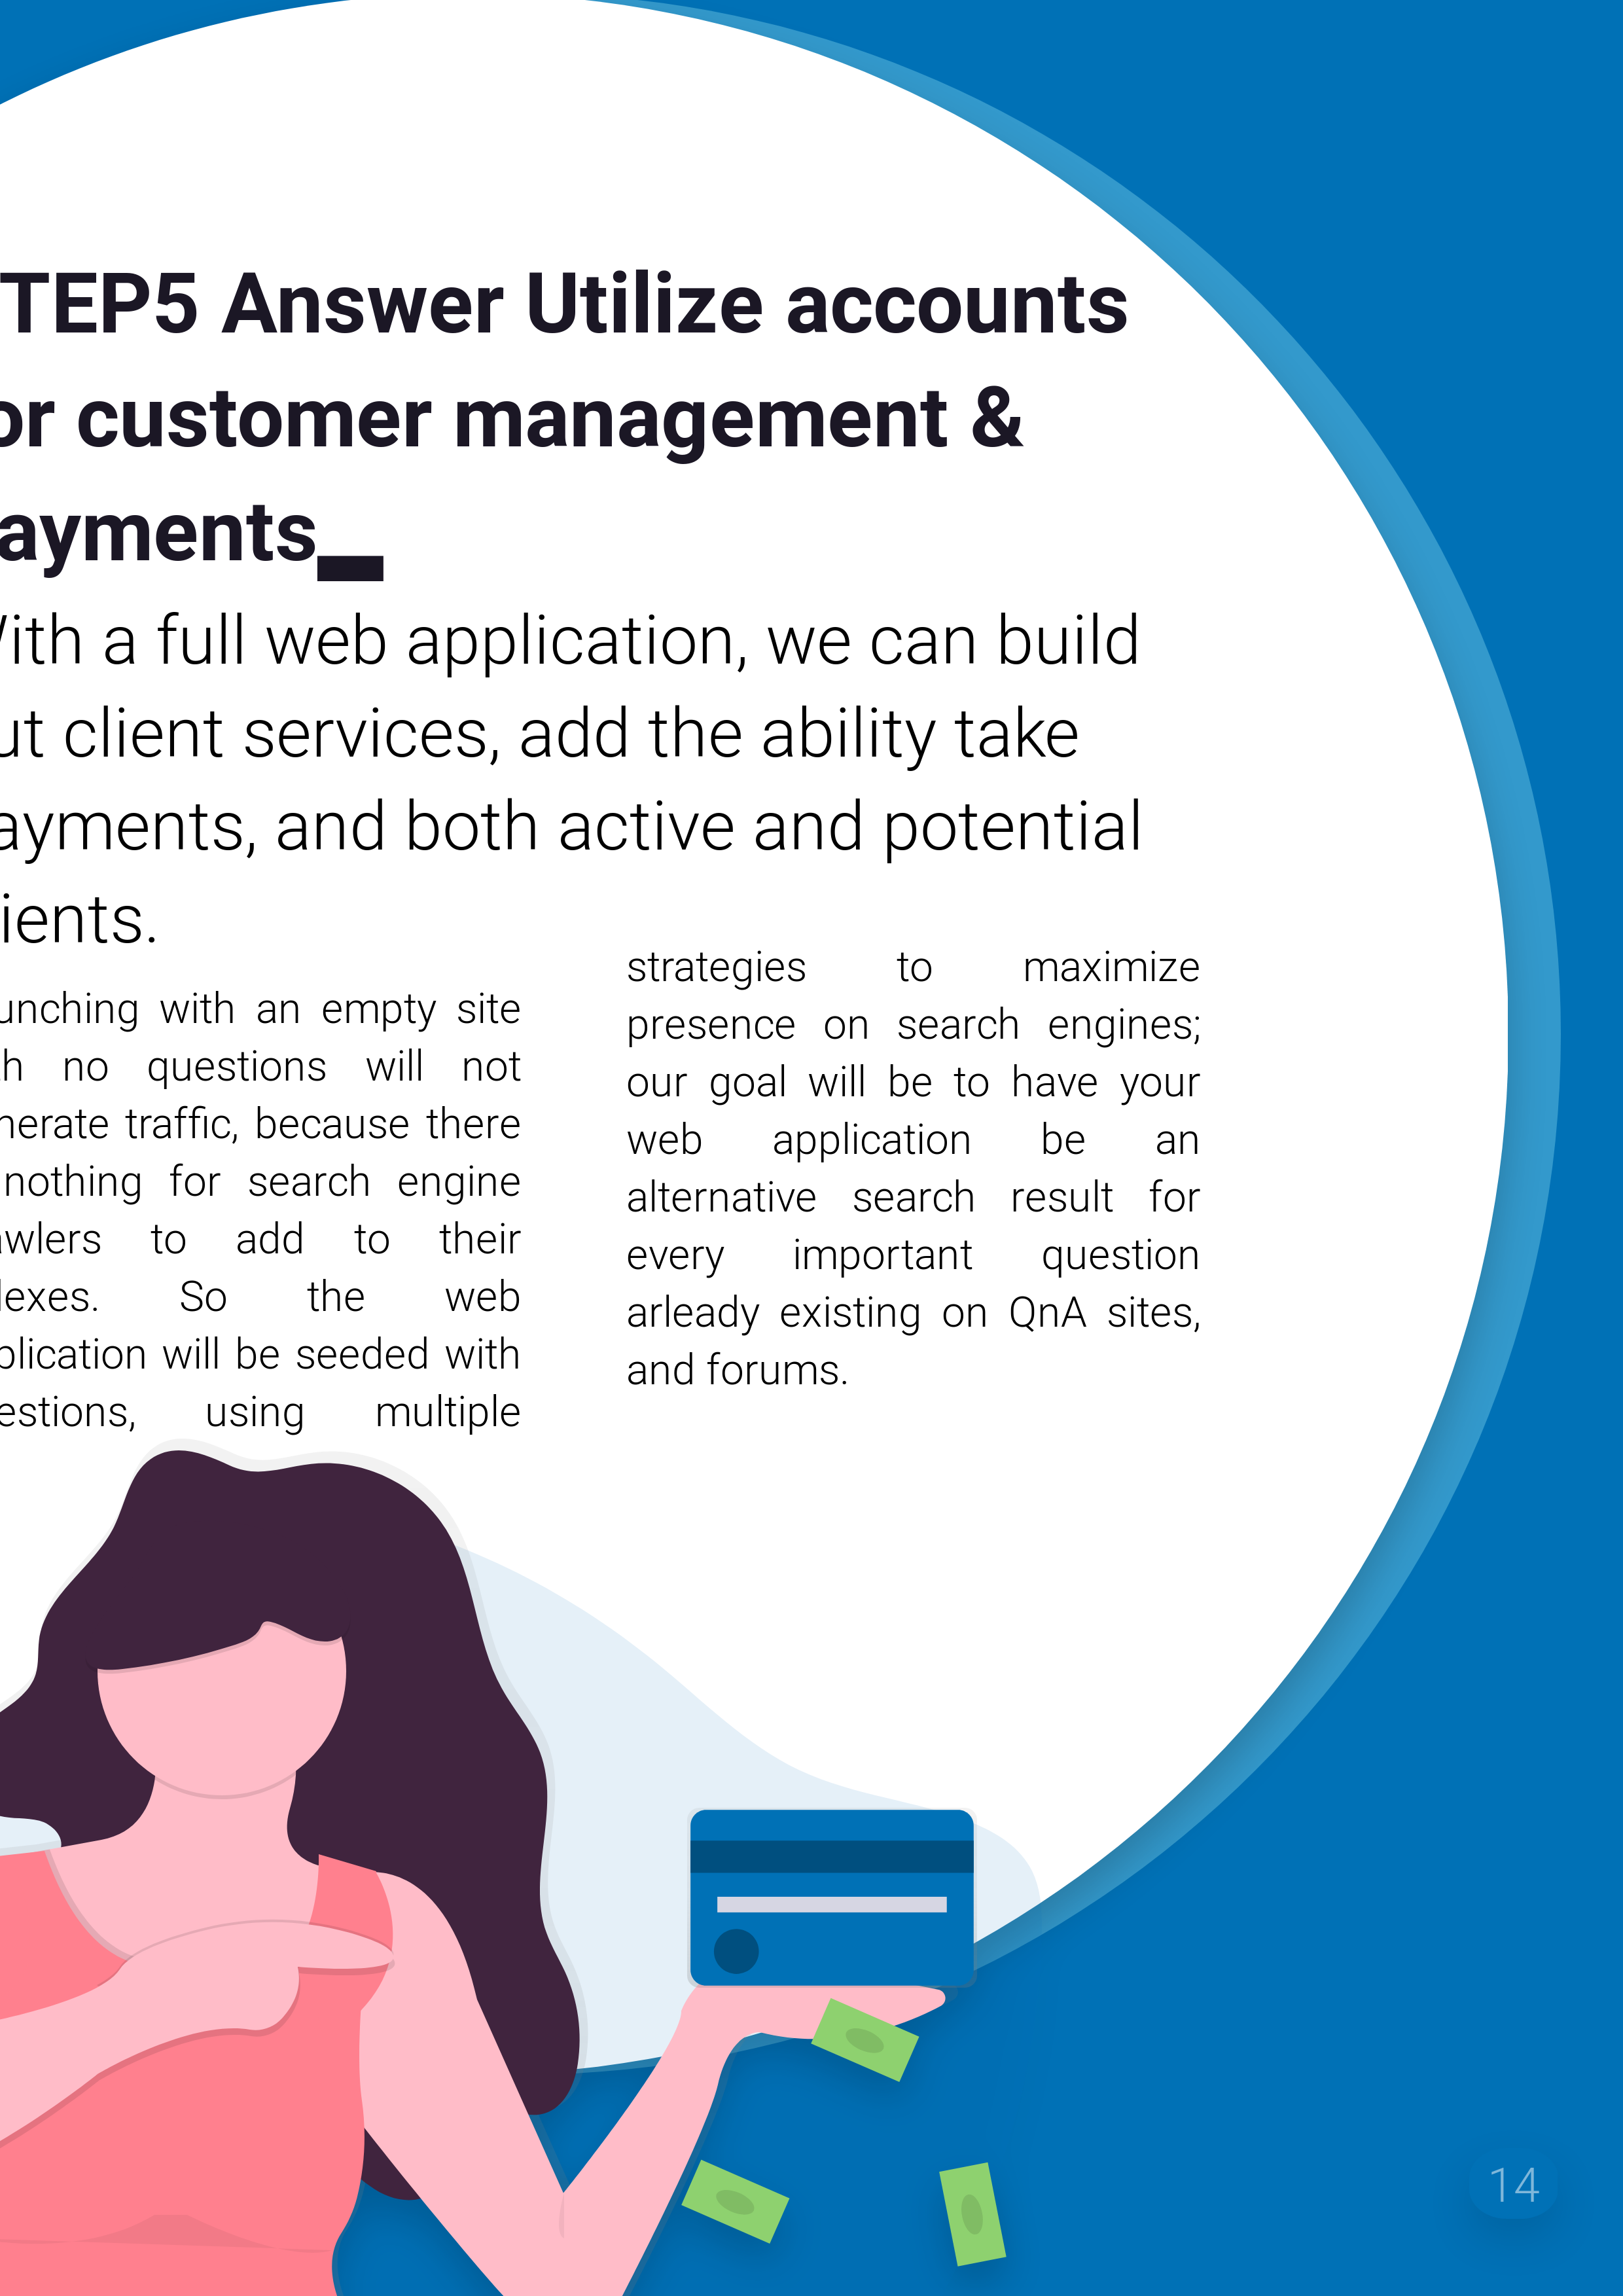 TEP5 Answer Utilize accounts
or customer management &
ayments_
ith a full web application, we can build
ut client services, add the ability take
ayments, and both active and potential
ients.
unching with an empty site
h no questions will not
nerate traffic, because there
nothing for search engine
wlers to add to their
exes. So the web
plication will be seeded with
estions, using multiple
strategies to maximize
presence on search engines;
our goal will be to have your
web application be an
alternative search result for
every important question
arleady existing on QnA sites,
and forums.
14